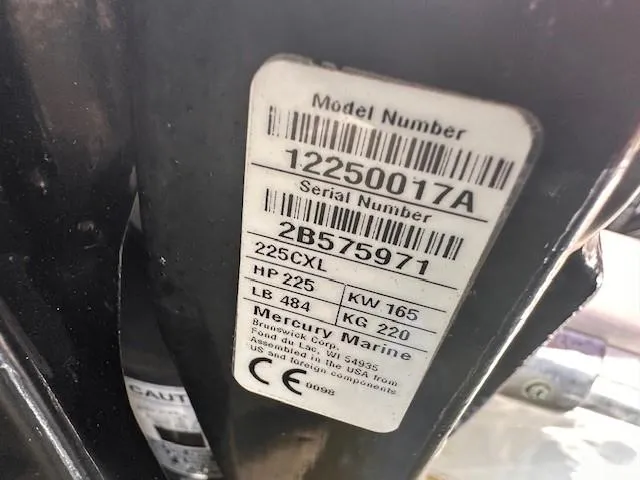 Model Number
12250017A
Serial Number
2B575971
225CXL
HP 225
KW 165
LB 484
KG 220
Mercury Marine
Brunswick Corp.
Fond du Lac, WI 54935
Assembled in the USA from
US and foreign components
CE 0098
CAUT